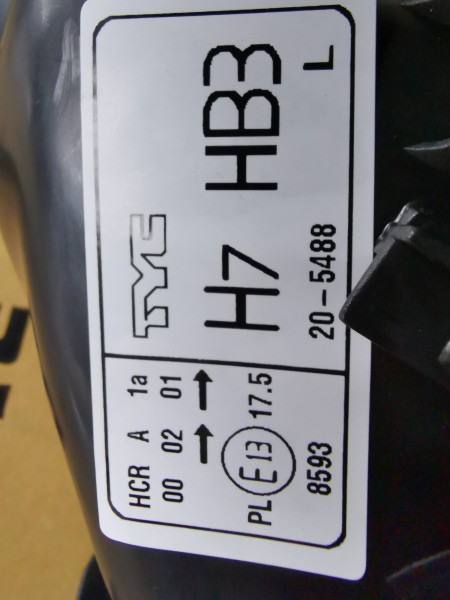 HCR A 1a
00 02 01
→ →
PL E13 17.5
8593
TYC
H7 HB3
20-5488 L